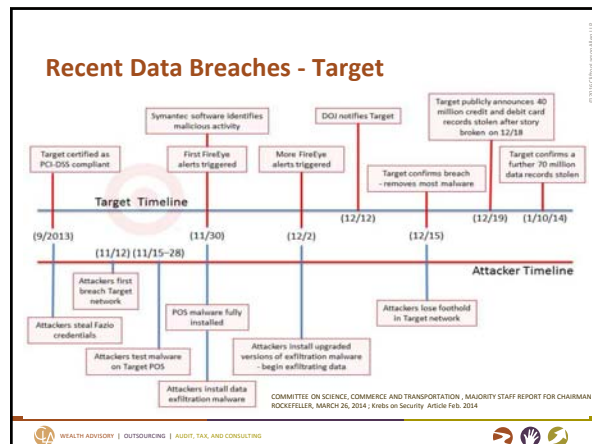 Recent Data Breaches - Target
Target publicly announces 40
million credit and debit card
records stolen after story
broken on 12/18
Symantec software identifies
malicious activity
DOJ notifies Target
Target certified as
PCI-DSS compliant
First FireEye
alerts triggered
More FireEye
alerts triggered
Target confirms breach
- removes most malware
Target confirms a
further 70 million
data records stolen
Target Timeline
(9/2013)
(11/12)
(11/15–28)
(11/30)
(12/2)
(12/12)
(12/15)
(12/19)
(1/10/14)
Attacker Timeline
Attackers first
breach Target
network
POS malware fully
installed
Attackers lose foothold
in Target network
Attackers steal Fazio
credentials
Attackers test malware
on Target POS
Attackers install upgraded
versions of exfiltration malware
- begin exfiltrating data
Attackers install data
exfiltration malware
COMMITTEE ON SCIENCE, COMMERCE AND TRANSPORTATION , MAJORITY STAFF REPORT FOR CHAIRMAN
ROCKEFELLER, MARCH 26, 2014 ; Krebs on Security Article Feb. 2014
WEALTH ADVISORY | OUTSOURCING | AUDIT, TAX, AND CONSULTING